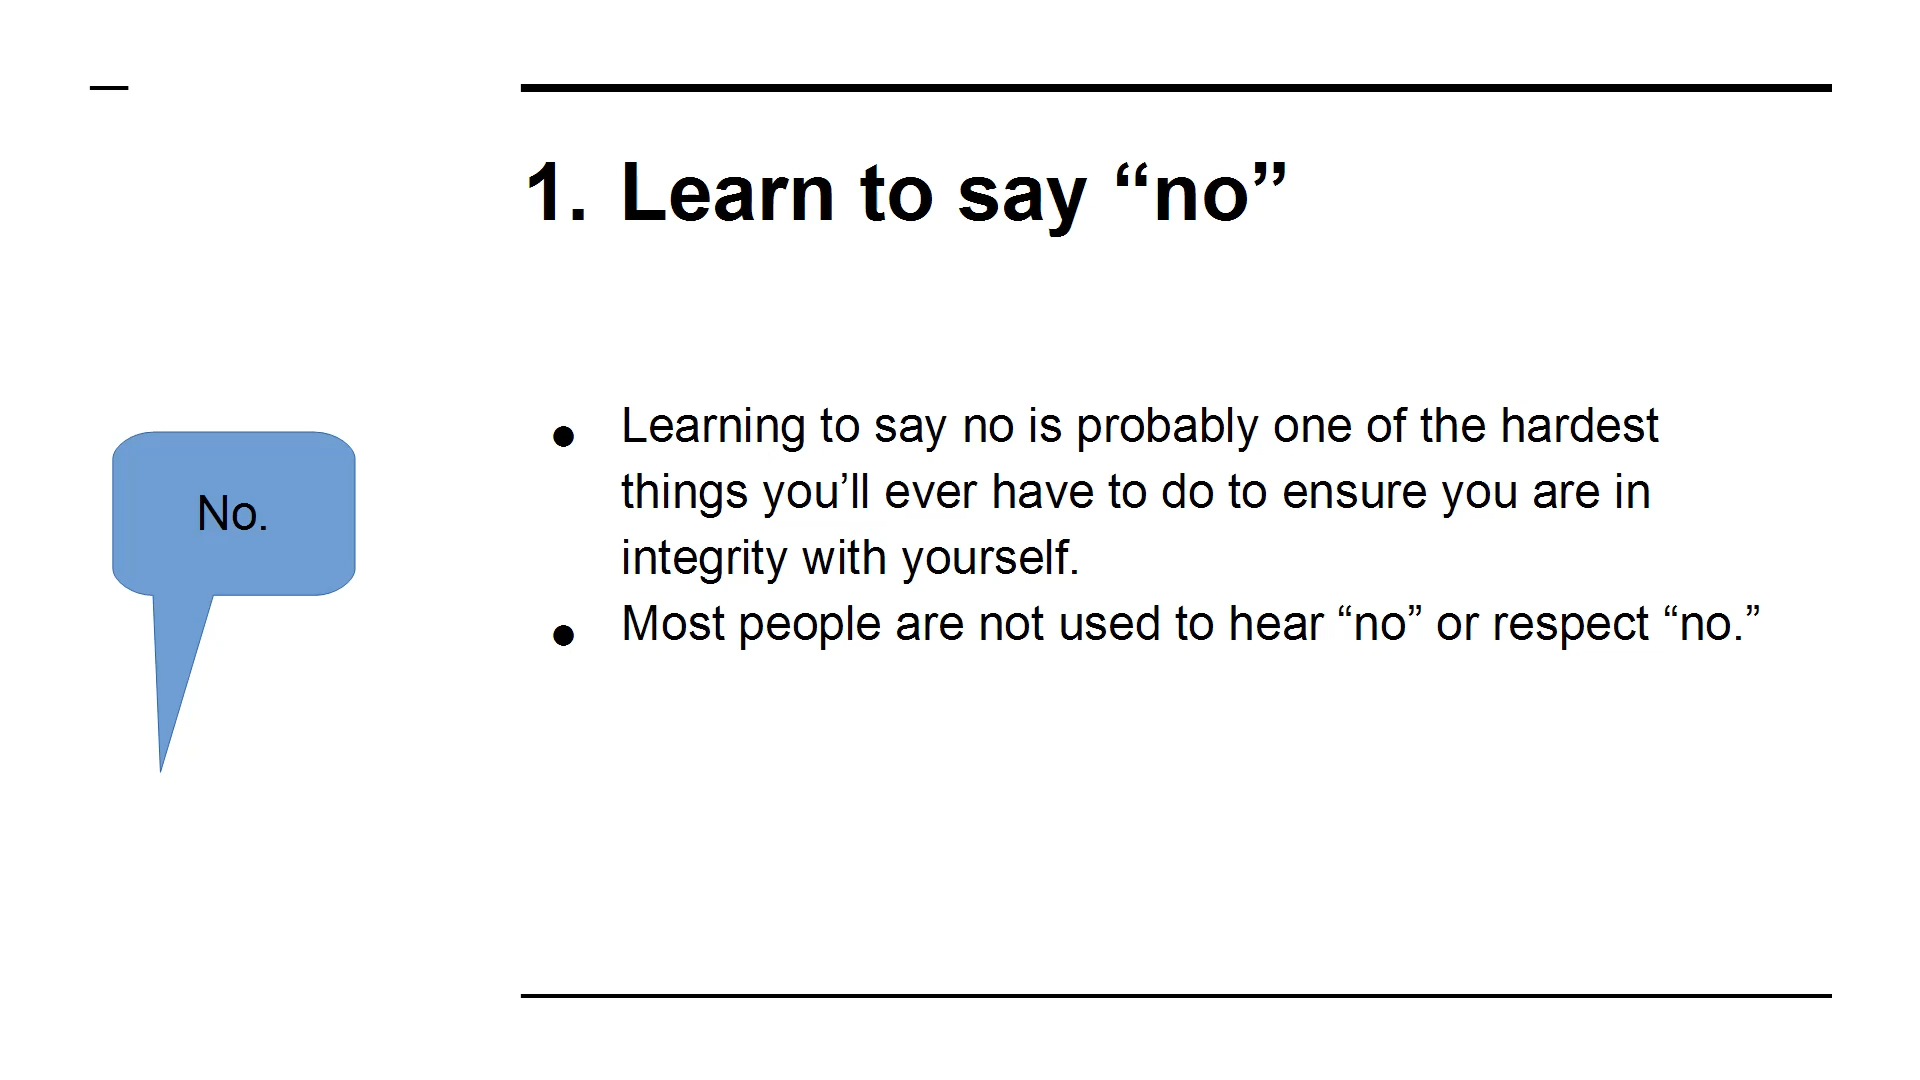 1. Learn to say “no”
No.
● Learning to say no is probably one of the hardest
things you’ll ever have to do to ensure you are in
integrity with yourself.
● Most people are not used to hear “no” or respect “no.”